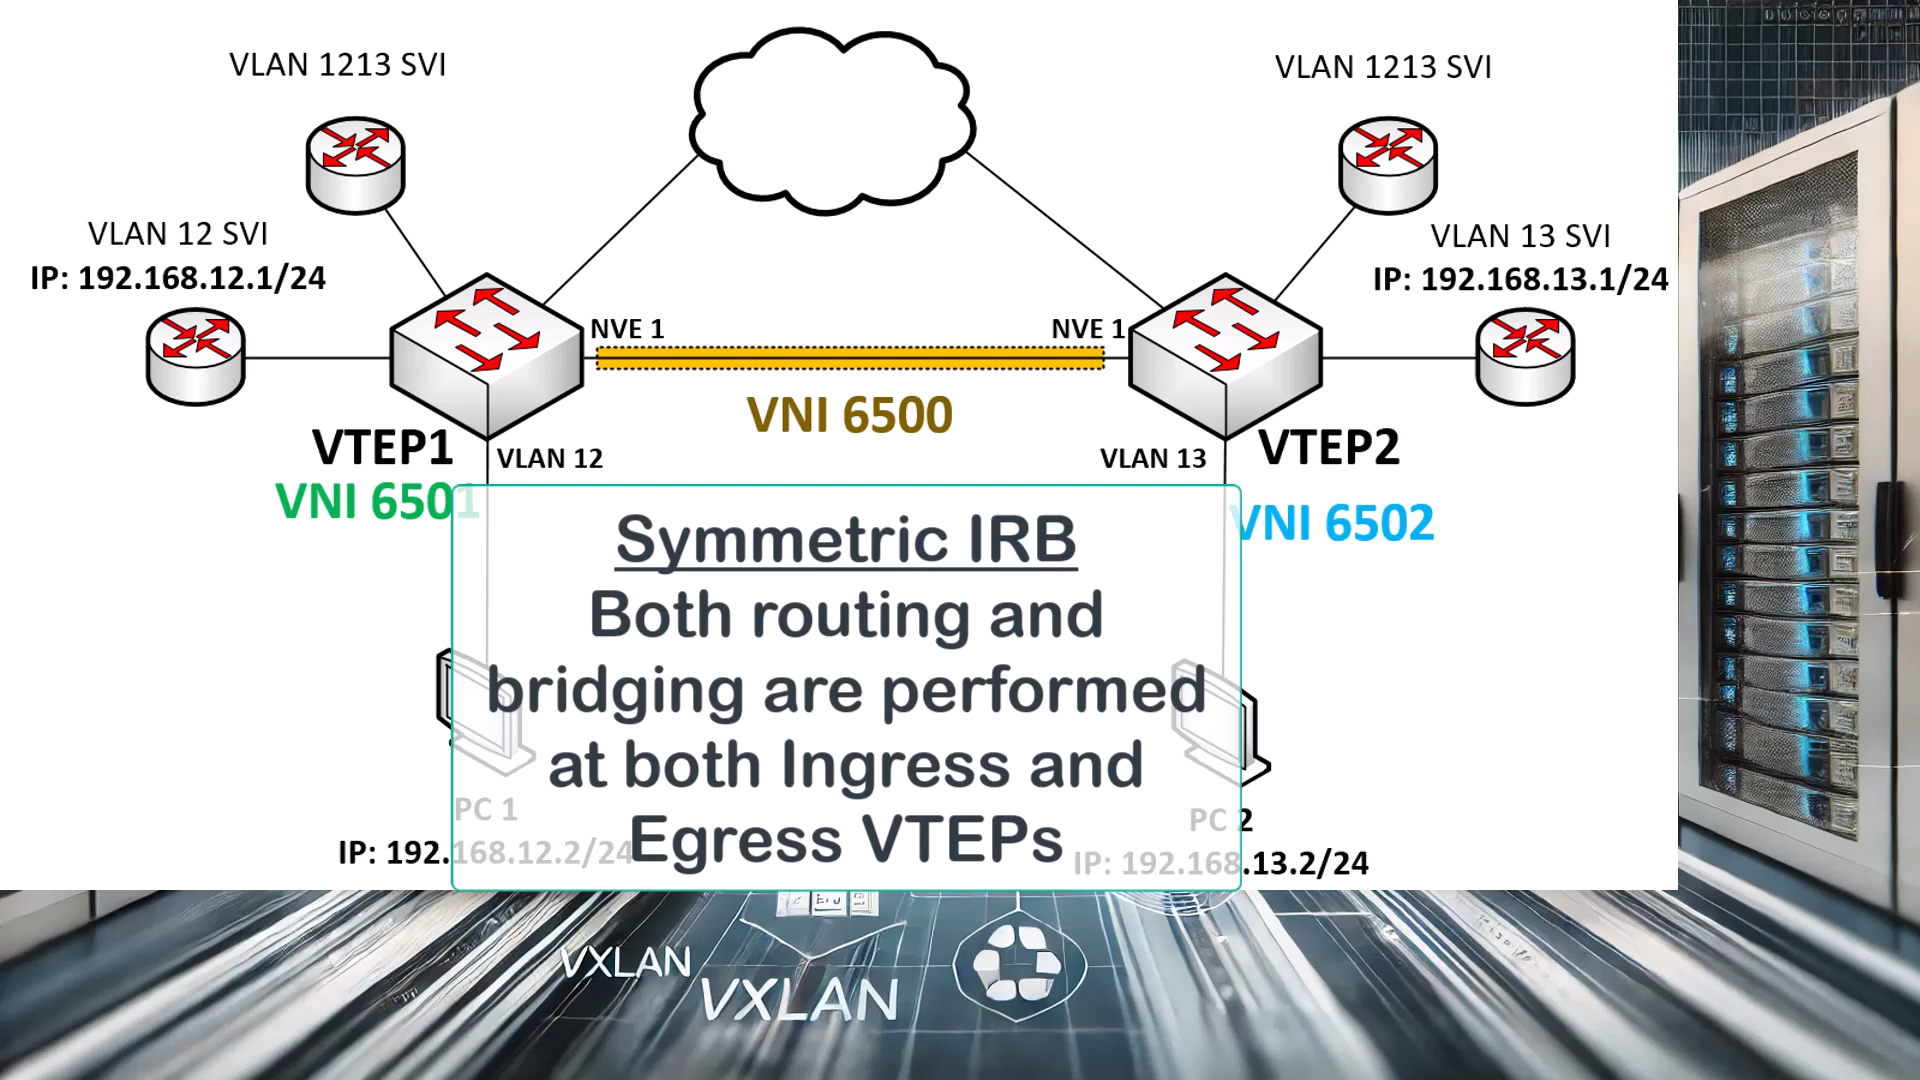 VLAN 1213 SVI
VLAN 1213 SVI
VLAN 12 SVI
IP: 192.168.12.1/24
VLAN 13 SVI
IP: 192.168.13.1/24
NVE 1
NVE 1
VNI 6500
VTEP1
VLAN 12
VLAN 13
VTEP2
VNI 6501
VNI 6502
Symmetric IRB
Both routing and
bridging are performed
at both Ingress and
Egress VTEPs
PC 1
IP: 192.168.12.2/24
PC 2
IP: 192.168.13.2/24
VXLAN
VXLAN